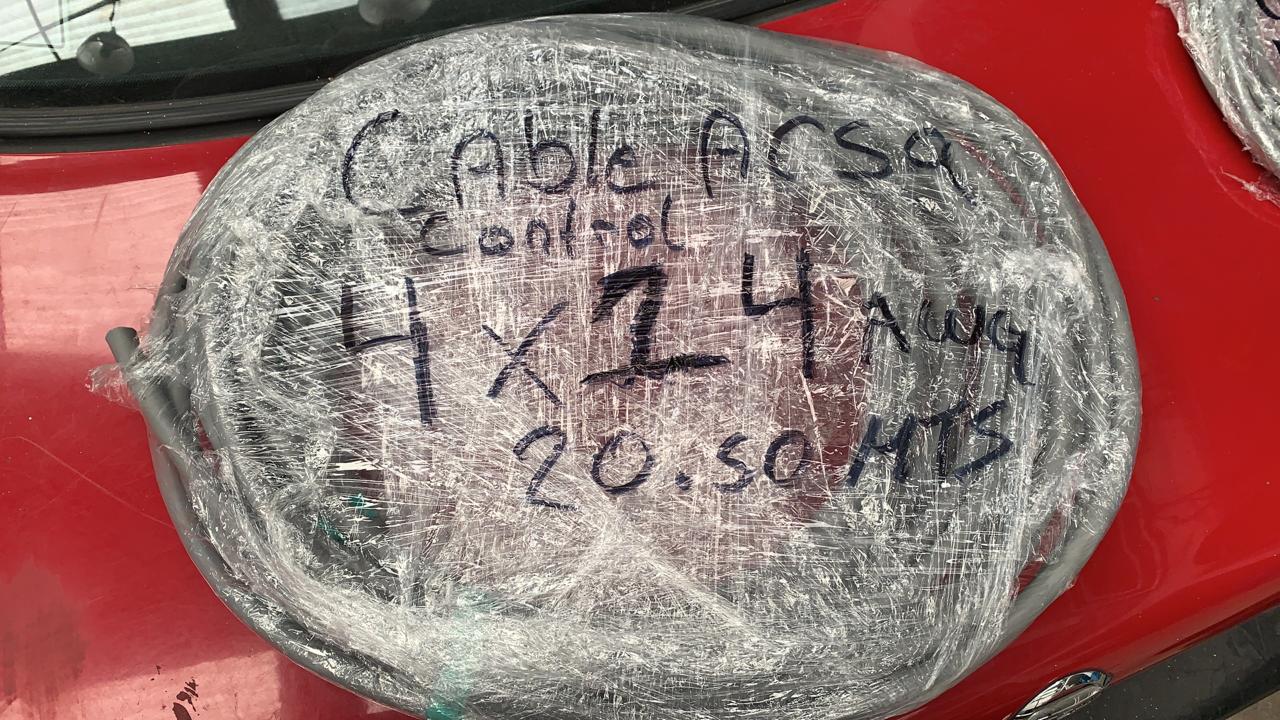 CAble ACSA
control
4 x 14 AWG
20.50 MTS